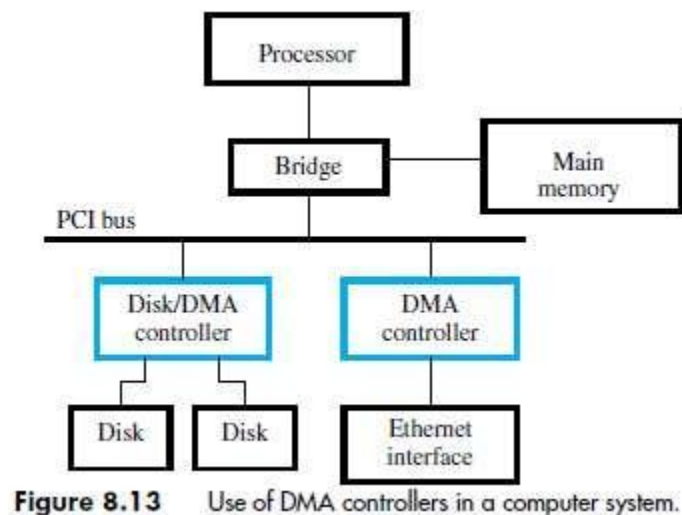 Processor
Bridge
Main
memory
PCI bus
Disk/DMA
controller
DMA
controller
Disk
Disk
Ethernet
interface
Figure 8.13 Use of DMA controllers in a computer system.